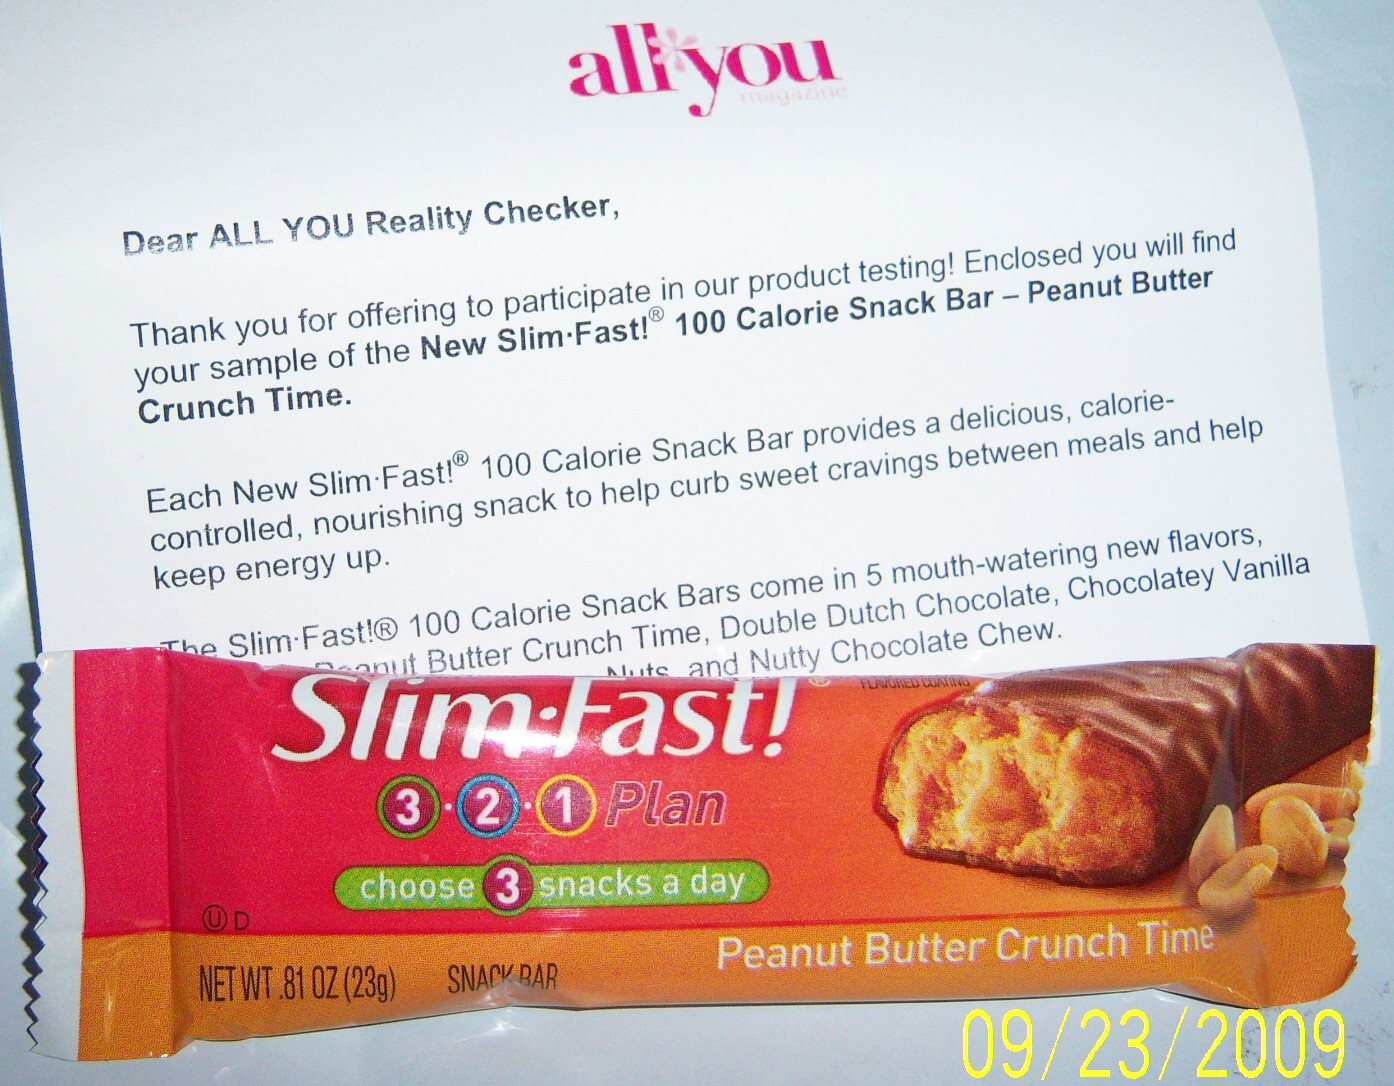 all*you
magazine
Dear ALL YOU Reality Checker,
Thank you for offering to participate in our product testing! Enclosed you will find
your sample of the New Slim·Fast!® 100 Calorie Snack Bar – Peanut Butter
Crunch Time.
Each New Slim·Fast!® 100 Calorie Snack Bar provides a delicious, calorie-
controlled, nourishing snack to help curb sweet cravings between meals and help
keep energy up.
The Slim·Fast!® 100 Calorie Snack Bars come in 5 mouth-watering new flavors,
Peanut Butter Crunch Time, Double Dutch Chocolate, Chocolatey Vanilla
Nuts and Nutty Chocolate Chew.
Slim·Fast!®
FLAVORED COATING
3·2·1 Plan
choose 3 snacks a day
Ⓤ D
Peanut Butter Crunch Time
NET WT .81 OZ (23g) SNACK BAR
09/23/2009